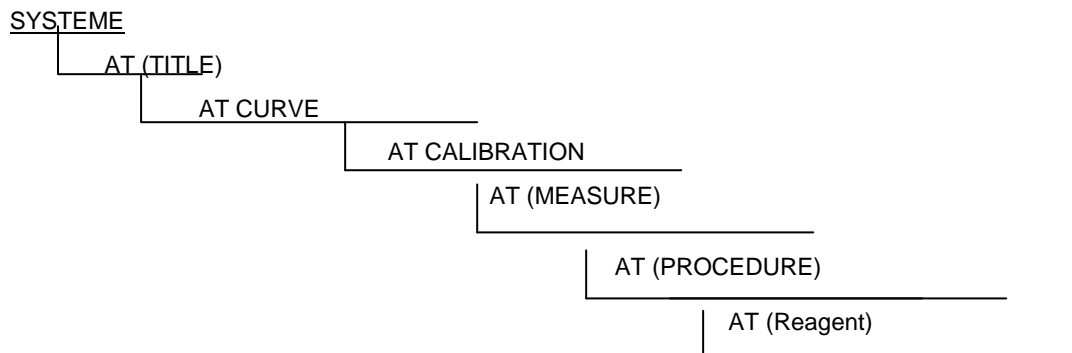 SYSTEME
AT (TITLE)
AT CURVE
AT CALIBRATION
AT (MEASURE)
AT (PROCEDURE)
AT (Reagent)